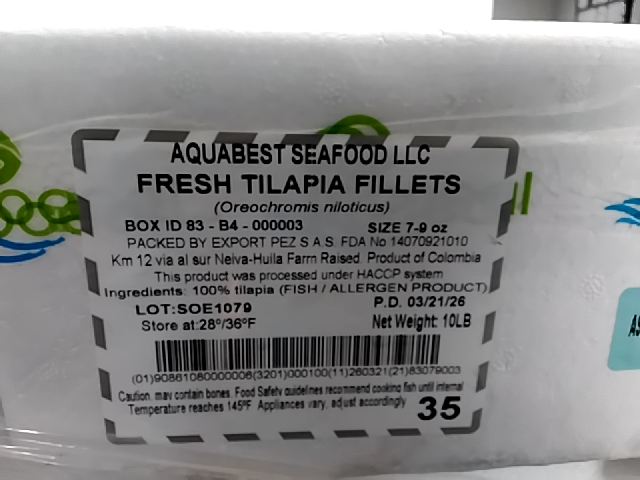 AQUABEST SEAFOOD LLC
FRESH TILAPIA FILLETS
(Oreochromis niloticus)
BOX ID 83 - B4 - 000003 SIZE 7-9 oz
PACKED BY EXPORT PEZ S A S. FDA No 14070921010
Km 12 via al sur Neiva-Huila Farm Raised. Product of Colombia
This product was processed under HACCP system
Ingredients: 100% tilapia (FISH / ALLERGEN PRODUCT)
LOT:SOE1079 P.D. 03/21/26
Store at:28º/36ºF Net Weight: 10LB
(01)90861080000006(3201)000100(11)260321(21)83079003
Caution. may contain bones. Food Safety guidelines recommend cooking fish until internal
Temperature reaches 145ºF Appliances vary, adjust accordingly 35